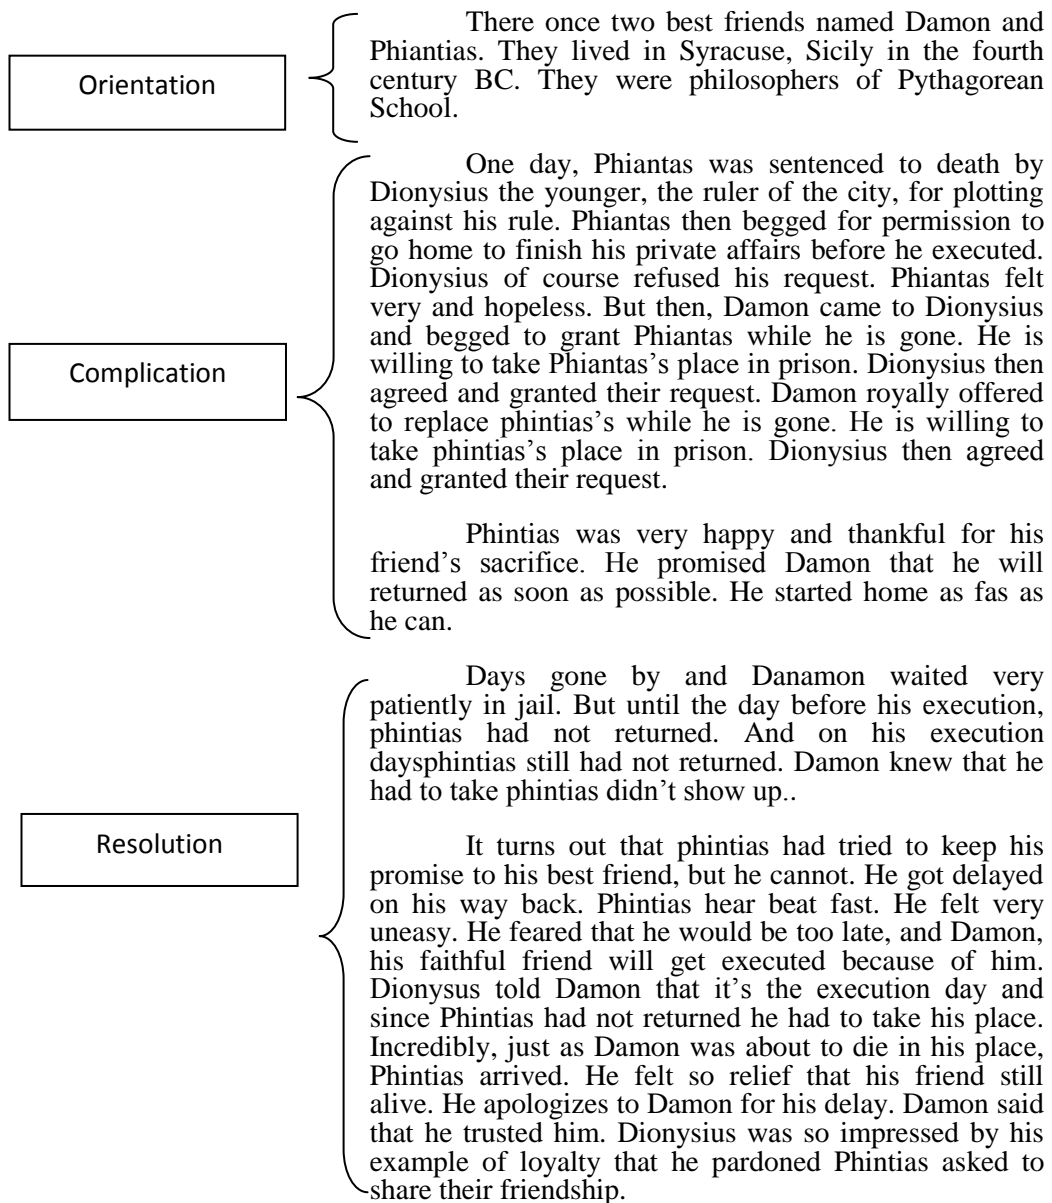 Orientation
There once two best friends named Damon and
Phiantias. They lived in Syracuse, Sicily in the fourth
century BC. They were philosophers of Pythagorean
School.
Complication
One day, Phiantas was sentenced to death by
Dionysius the younger, the ruler of the city, for plotting
against his rule. Phiantas then begged for permission to
go home to finish his private affairs before he executed.
Dionysius of course refused his request. Phiantas felt
very and hopeless. But then, Damon came to Dionysius
and begged to grant Phiantas while he is gone. He is
willing to take Phiantas's place in prison. Dionysius then
agreed and granted their request. Damon royally offered
to replace phintias's while he is gone. He is willing to
take phintias's place in prison. Dionysius then agreed
and granted their request.
Phintias was very happy and thankful for his
friend's sacrifice. He promised Damon that he will
returned as soon as possible. He started home as fas as
he can.
Resolution
Days gone by and Danamon waited very
patiently in jail. But until the day before his execution,
phintias had not returned. And on his execution
daysphintias still had not returned. Damon knew that he
had to take phintias didn't show up..
It turns out that phintias had tried to keep his
promise to his best friend, but he cannot. He got delayed
on his way back. Phintias hear beat fast. He felt very
uneasy. He feared that he would be too late, and Damon,
his faithful friend will get executed because of him.
Dionysus told Damon that it's the execution day and
since Phintias had not returned he had to take his place.
Incredibly, just as Damon was about to die in his place,
Phintias arrived. He felt so relief that his friend still
alive. He apologizes to Damon for his delay. Damon said
that he trusted him. Dionysius was so impressed by his
example of loyalty that he pardoned Phintias asked to
share their friendship.